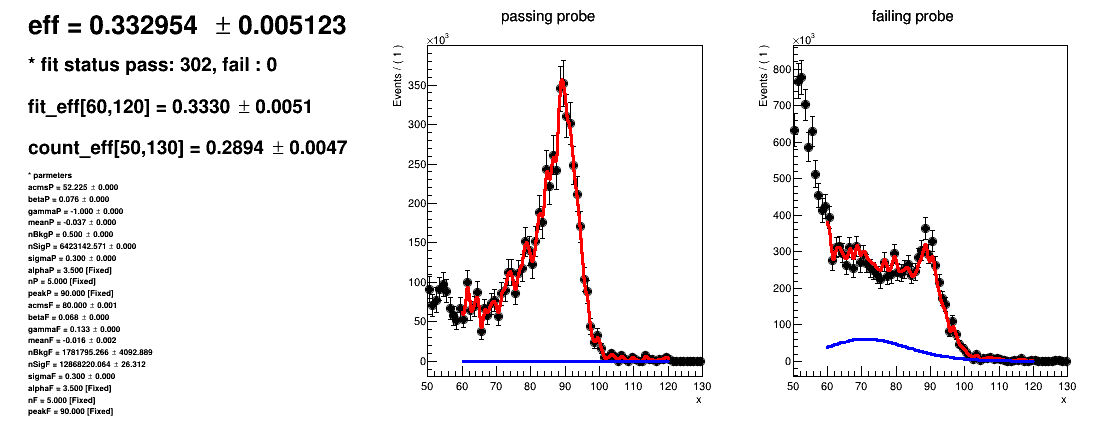 eff = 0.332954 ± 0.005123
* fit status pass: 302, fail : 0
fit_eff[60,120] = 0.3330 ± 0.0051
count_eff[50,130] = 0.2894 ± 0.0047
* parmeters
acmsP = 52.225 ± 0.000
betaP = 0.076 ± 0.000
gammaP = -1.000 ± 0.000
meanP = -0.037 ± 0.000
nBkgP = 0.500 ± 0.000
nSigP = 6423142.571 ± 0.000
sigmaP = 0.300 ± 0.000
alphaP = 3.500 [Fixed]
nP = 5.000 [Fixed]
peakP = 90.000 [Fixed]
acmsF = 80.000 ± 0.001
betaF = 0.068 ± 0.000
gammaF = 0.133 ± 0.000
meanF = -0.016 ± 0.002
nBkgF = 1781795.266 ± 4092.889
nSigF = 12868220.064 ± 26.312
sigmaF = 0.300 ± 0.000
alphaF = 3.500 [Fixed]
nF = 5.000 [Fixed]
peakF = 90.000 [Fixed]
passing probe
×10³
Events / ( 1 )
350
300
250
200
150
100
50
0
50 60 70 80 90 100 110 120 130
x
failing probe
×10³
Events / ( 1 )
800
700
600
500
400
300
200
100
0
50 60 70 80 90 100 110 120 130
x